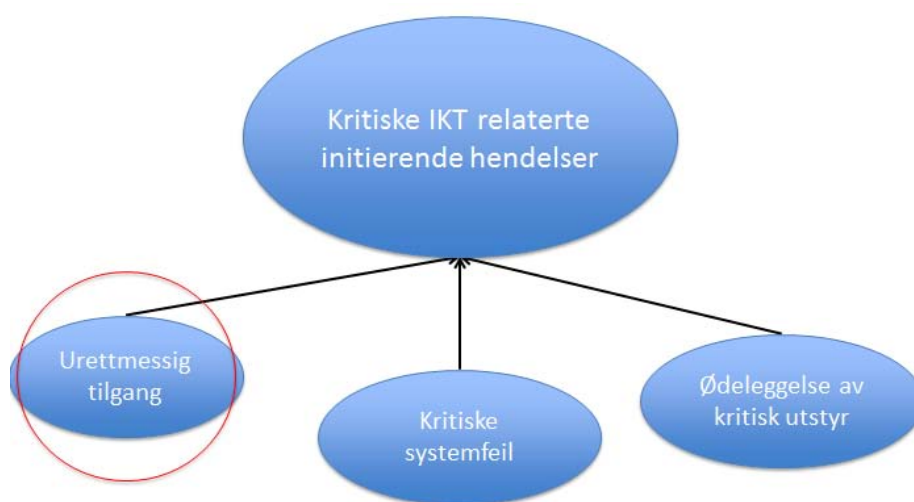 Kritiske IKT relaterte
initierende hendelser
Urettmessig
tilgang
Kritiske
systemfeil
Ødeleggelse av
kritisk utstyr